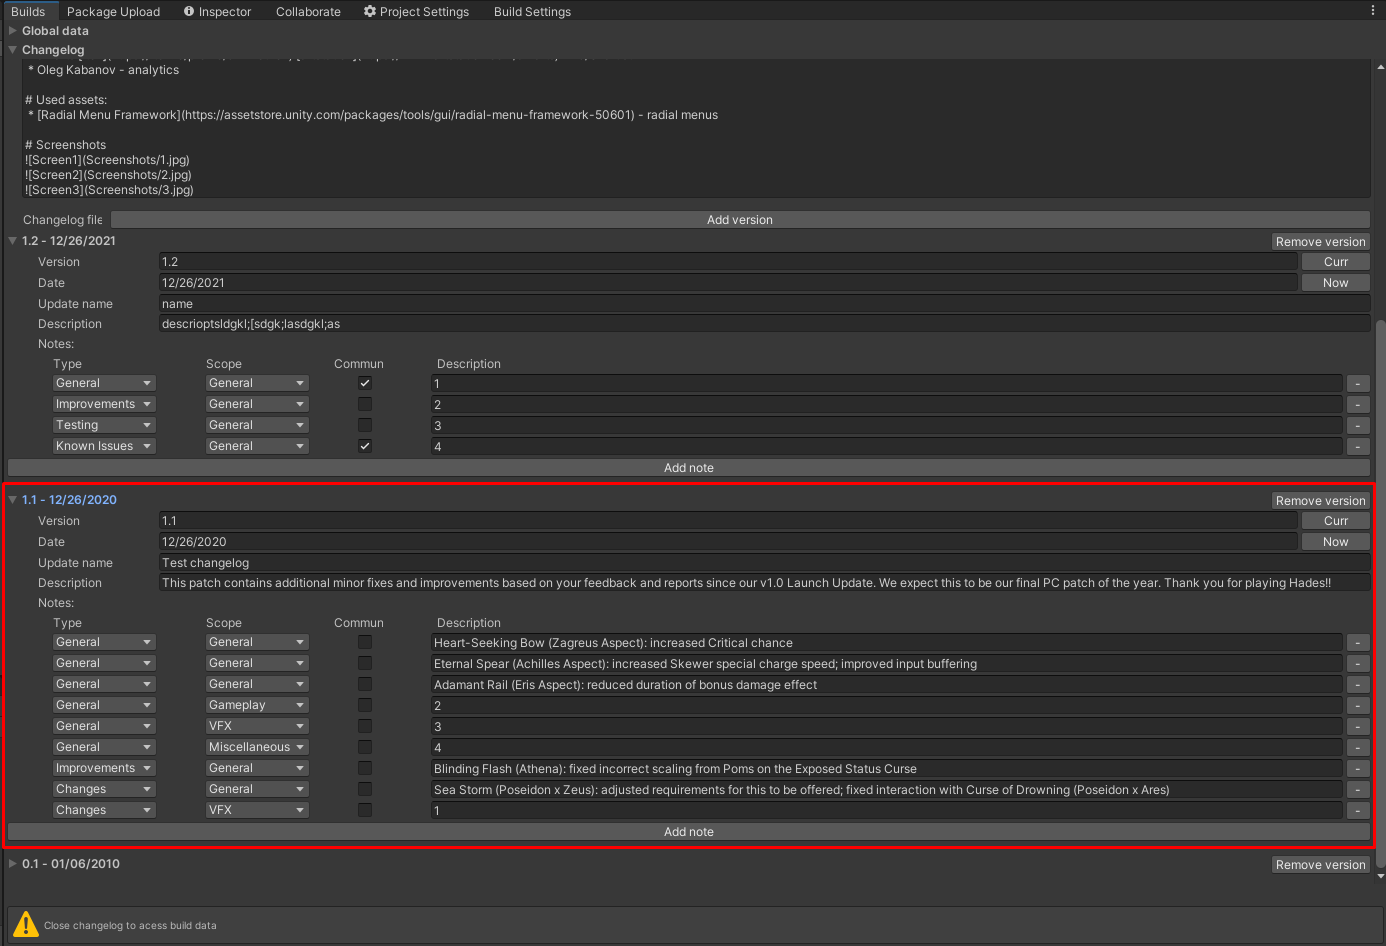 Builds Package Upload Inspector Collaborate Project Settings Build Settings
Global data
Changelog
* Oleg Kabanov - analytics
# Used assets:
* [Radial Menu Framework](https://assetstore.unity.com/packages/tools/gui/radial-menu-framework-50601) - radial menus
# Screenshots
![Screen1](Screenshots/1.jpg)
![Screen2](Screenshots/2.jpg)
![Screen3](Screenshots/3.jpg)
Changelog file Add version
1.2 - 12/26/2021 Remove version
Version 1.2 Curr
Date 12/26/2021 Now
Update name name
Description descrioptsldgkl;[sdgk;lasdgkl;as
Notes:
Type Scope Commun Description
General General 1 -
Improvements General 2 -
Testing General 3 -
Known Issues General 4 -
Add note
1.1 - 12/26/2020 Remove version
Version 1.1 Curr
Date 12/26/2020 Now
Update name Test changelog
Description This patch contains additional minor fixes and improvements based on your feedback and reports since our v1.0 Launch Update. We expect this to be our final PC patch of the year. Thank you for playing Hades!!
Notes:
Type Scope Commun Description
General General Heart-Seeking Bow (Zagreus Aspect): increased Critical chance -
General General Eternal Spear (Achilles Aspect): increased Skewer special charge speed; improved input buffering -
General General Adamant Rail (Eris Aspect): reduced duration of bonus damage effect -
General Gameplay 2 -
General VFX 3 -
General Miscellaneous 4 -
Improvements General Blinding Flash (Athena): fixed incorrect scaling from Poms on the Exposed Status Curse -
Changes General Sea Storm (Poseidon x Zeus): adjusted requirements for this to be offered; fixed interaction with Curse of Drowning (Poseidon x Ares) -
Changes VFX 1 -
Add note
0.1 - 01/06/2010 Remove version
Close changelog to acess build data